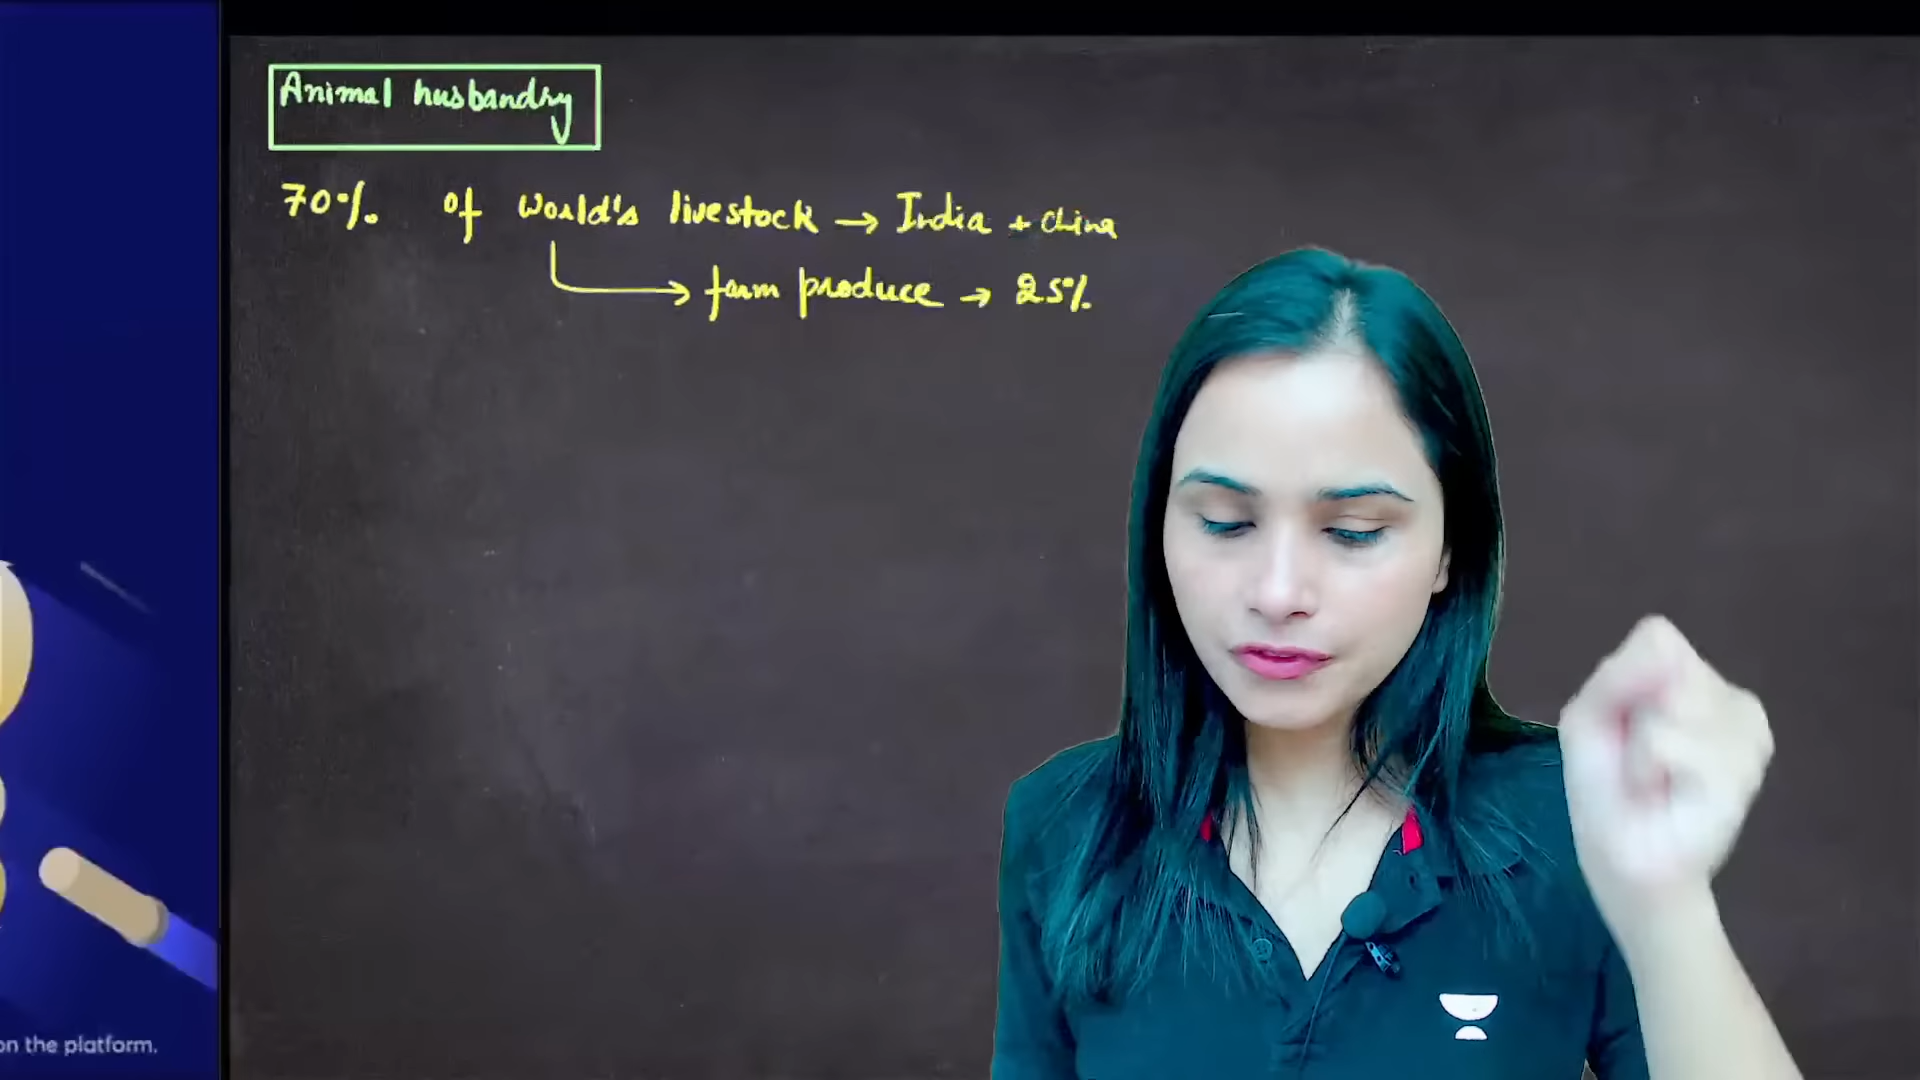 Animal husbandry
70% of world's livestock → India + China
→ farm produce → 25%
on the platform.